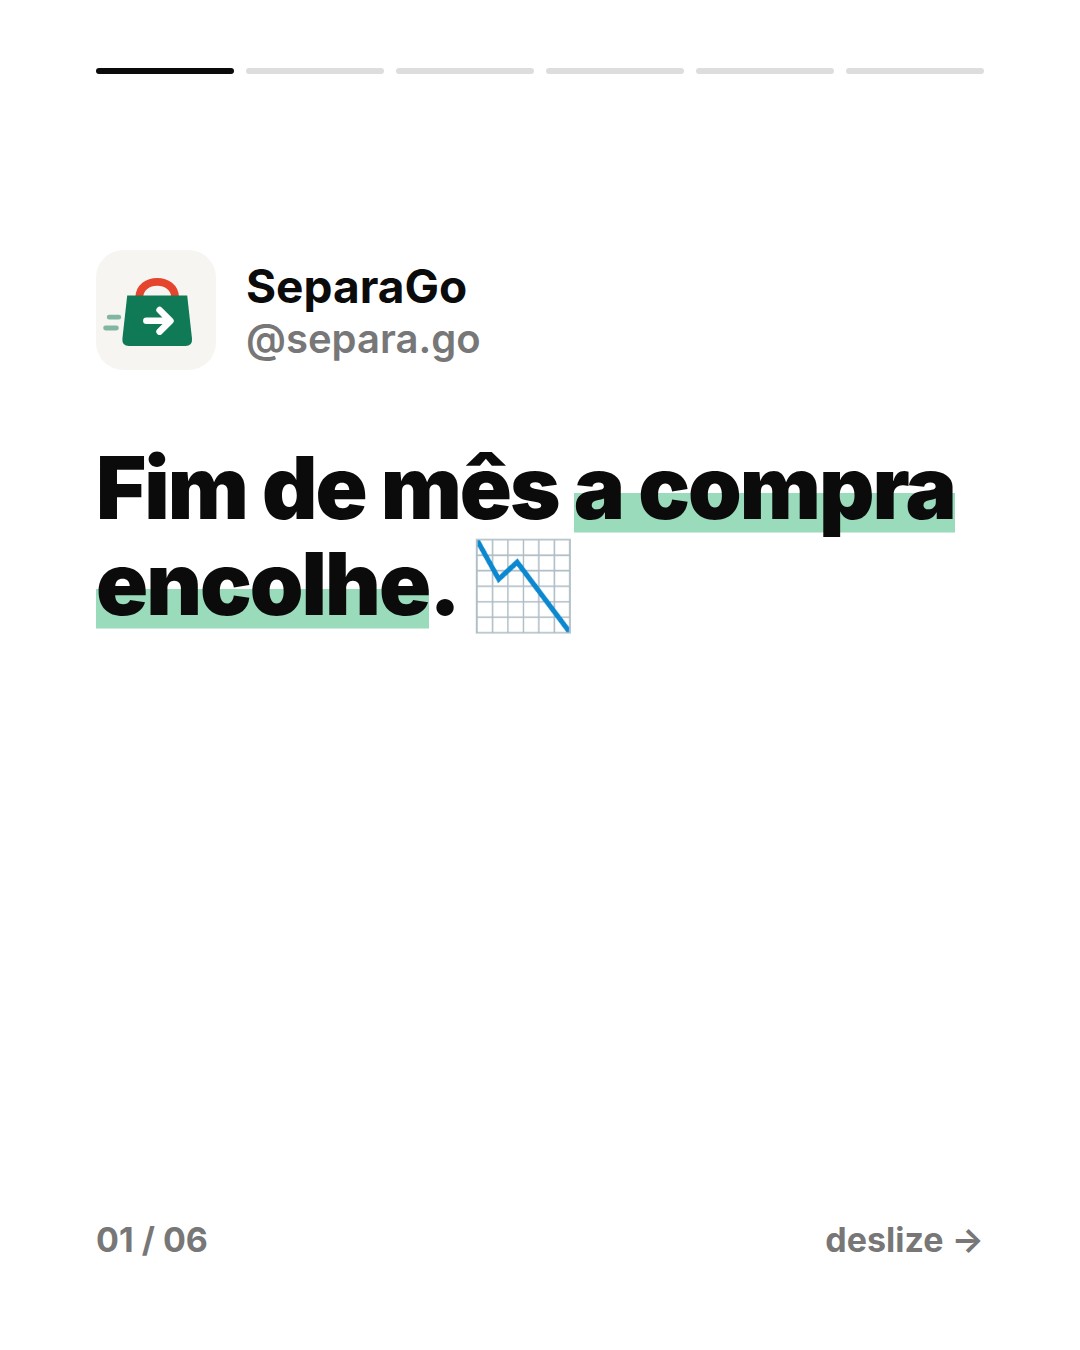 SeparaGo
@separa.go
Fim de mês a compra
encolhe. 📉
01 / 06
deslize →